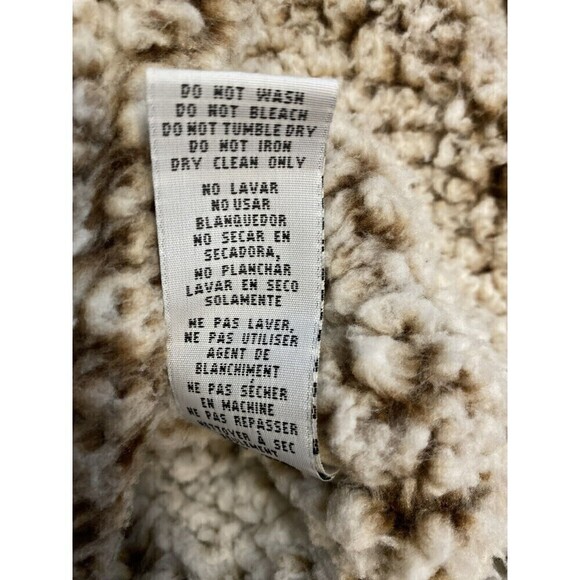 DO NOT WASH
DO NOT BLEACH
DO NOT TUMBLE DRY
DO NOT IRON
DRY CLEAN ONLY
NO LAVAR
NO USAR
BLANQUEDOR
NO SECAR EN
SECADORA,
NO PLANCHAR
LAVAR EN SECO
SOLAMENTE
NE PAS LAVER,
NE PAS UTILISER
AGENT DE
BLANCHIMENT
NE PAS SÉCHER
EN MACHINE
NE PAS REPASSER
NETTOYER À SEC